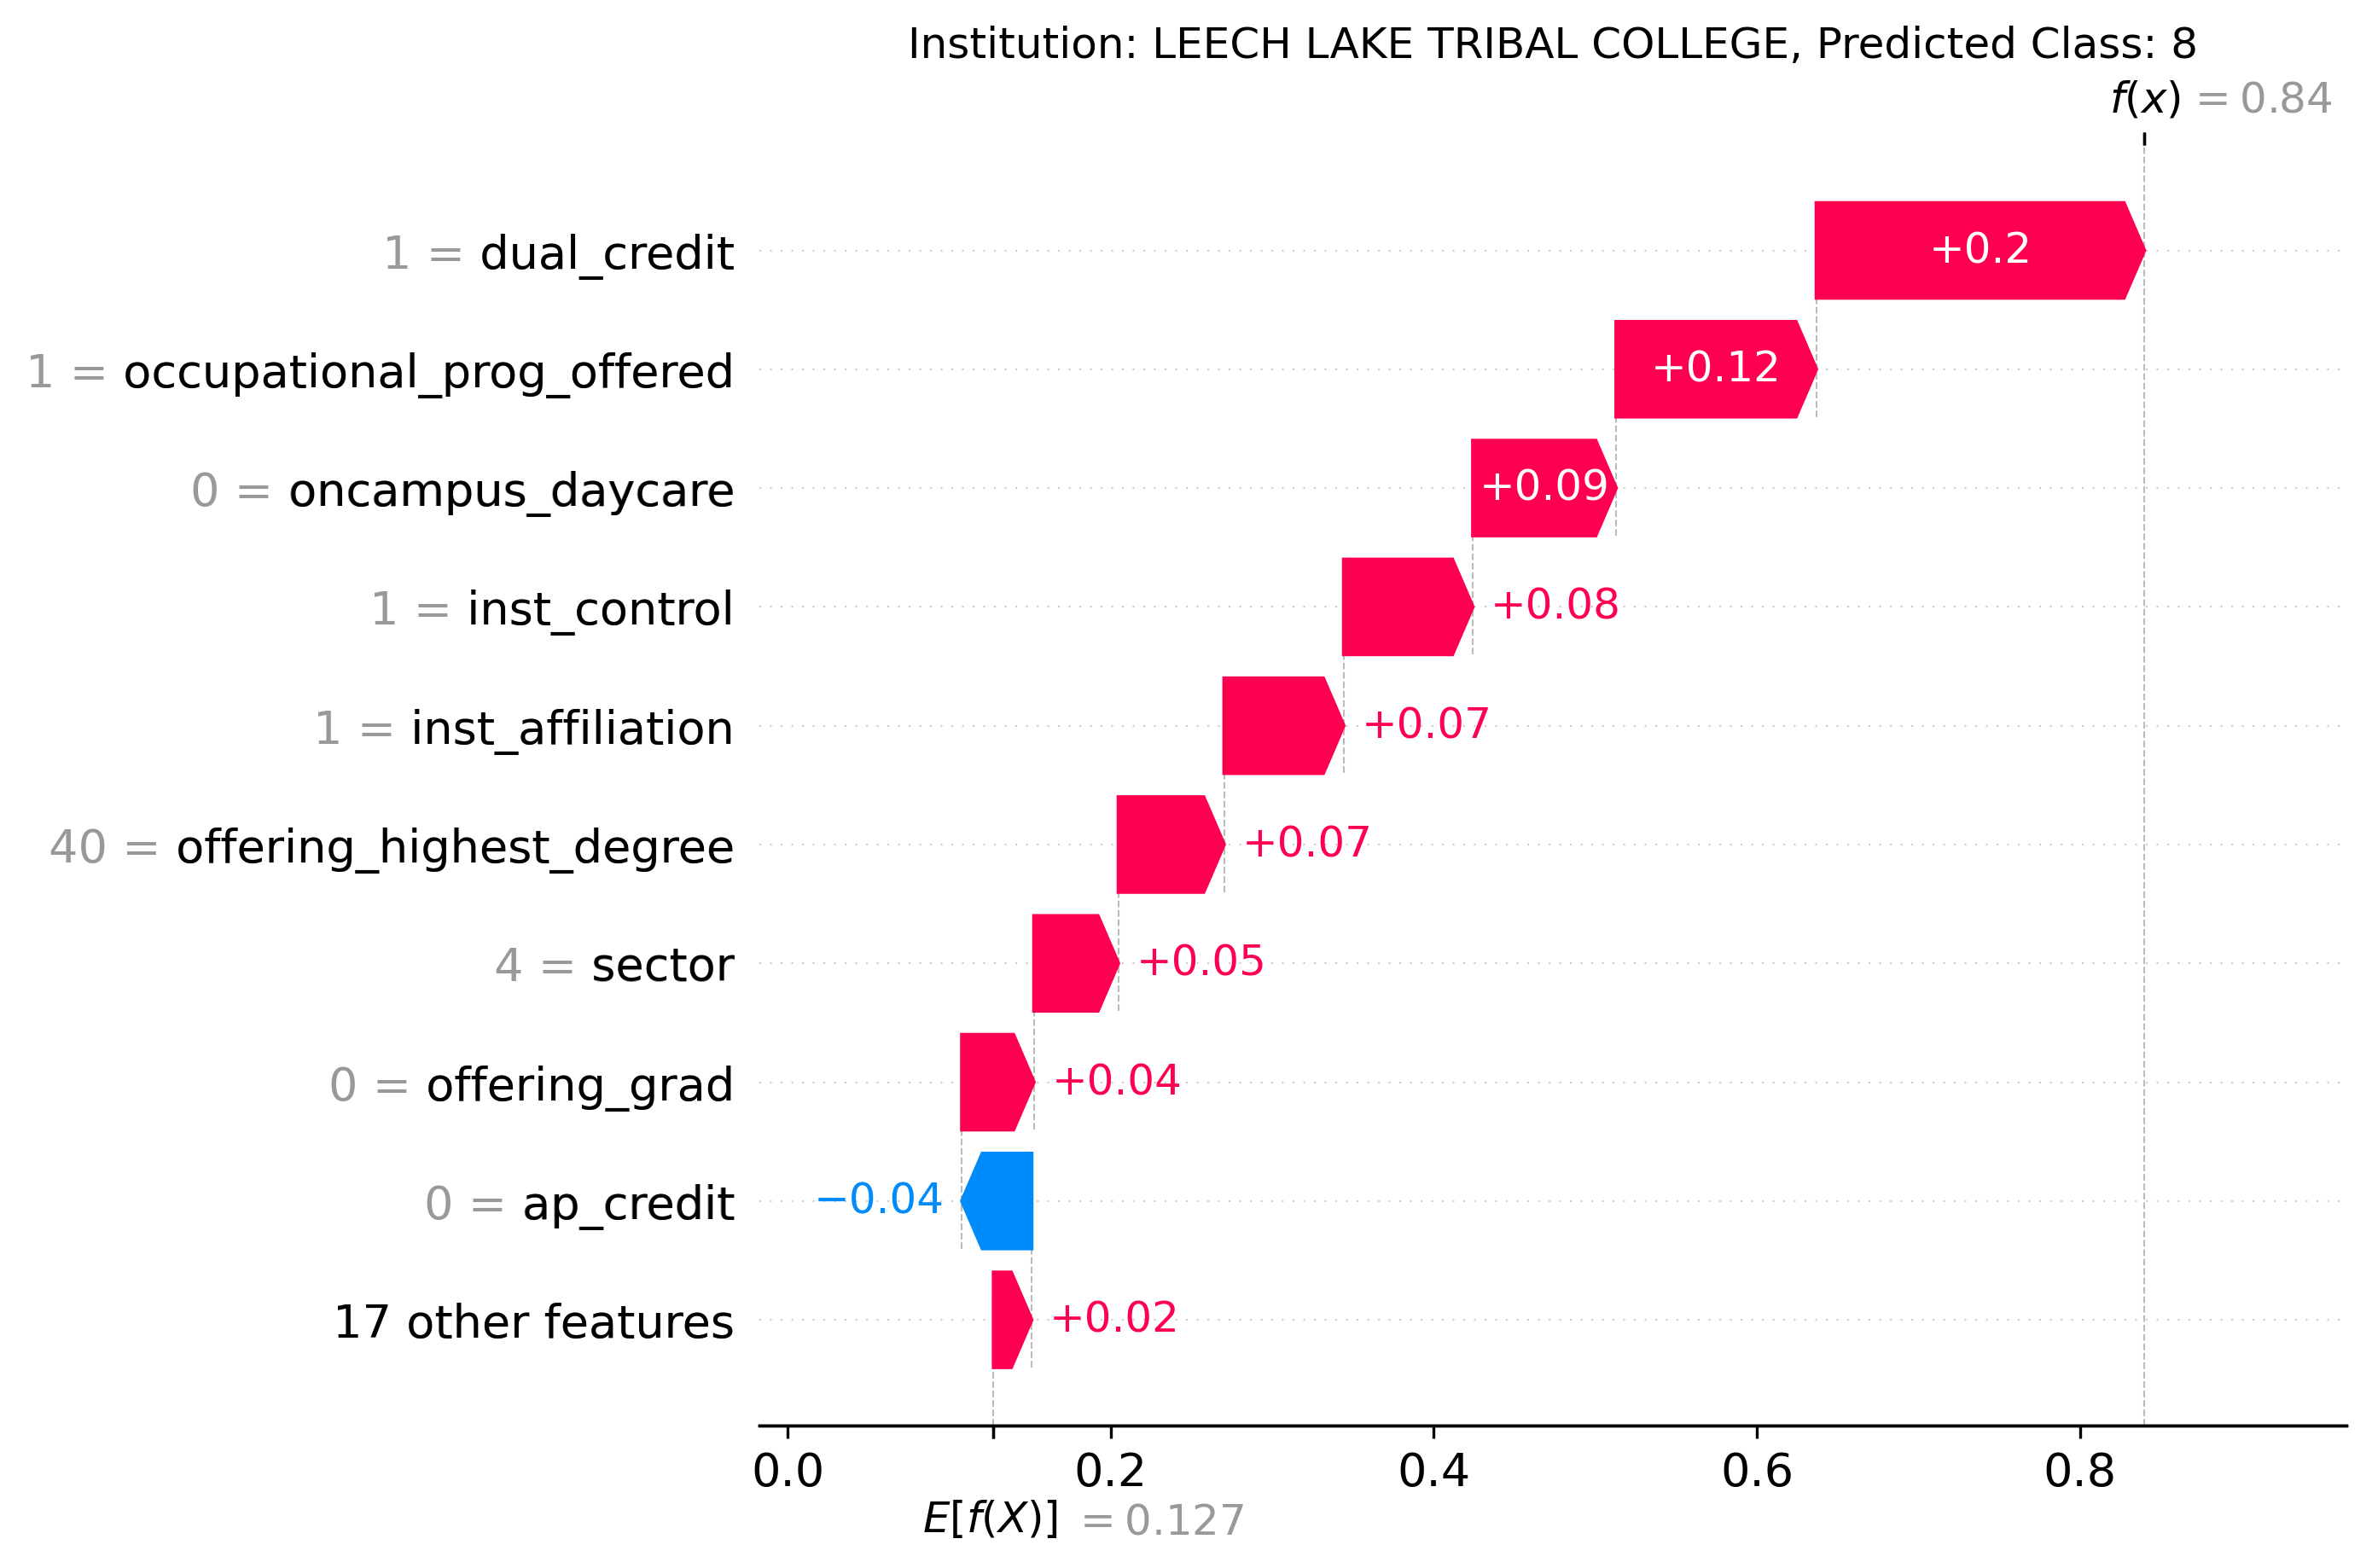 Institution: LEECH LAKE TRIBAL COLLEGE, Predicted Class: 8
f(x) = 0.84
1 = dual_credit +0.2
1 = occupational_prog_offered +0.12
0 = oncampus_daycare +0.09
1 = inst_control +0.08
1 = inst_affiliation +0.07
40 = offering_highest_degree +0.07
4 = sector +0.05
0 = offering_grad +0.04
0 = ap_credit −0.04
17 other features +0.02
0.0 0.2 0.4 0.6 0.8
E[f(X)] = 0.127